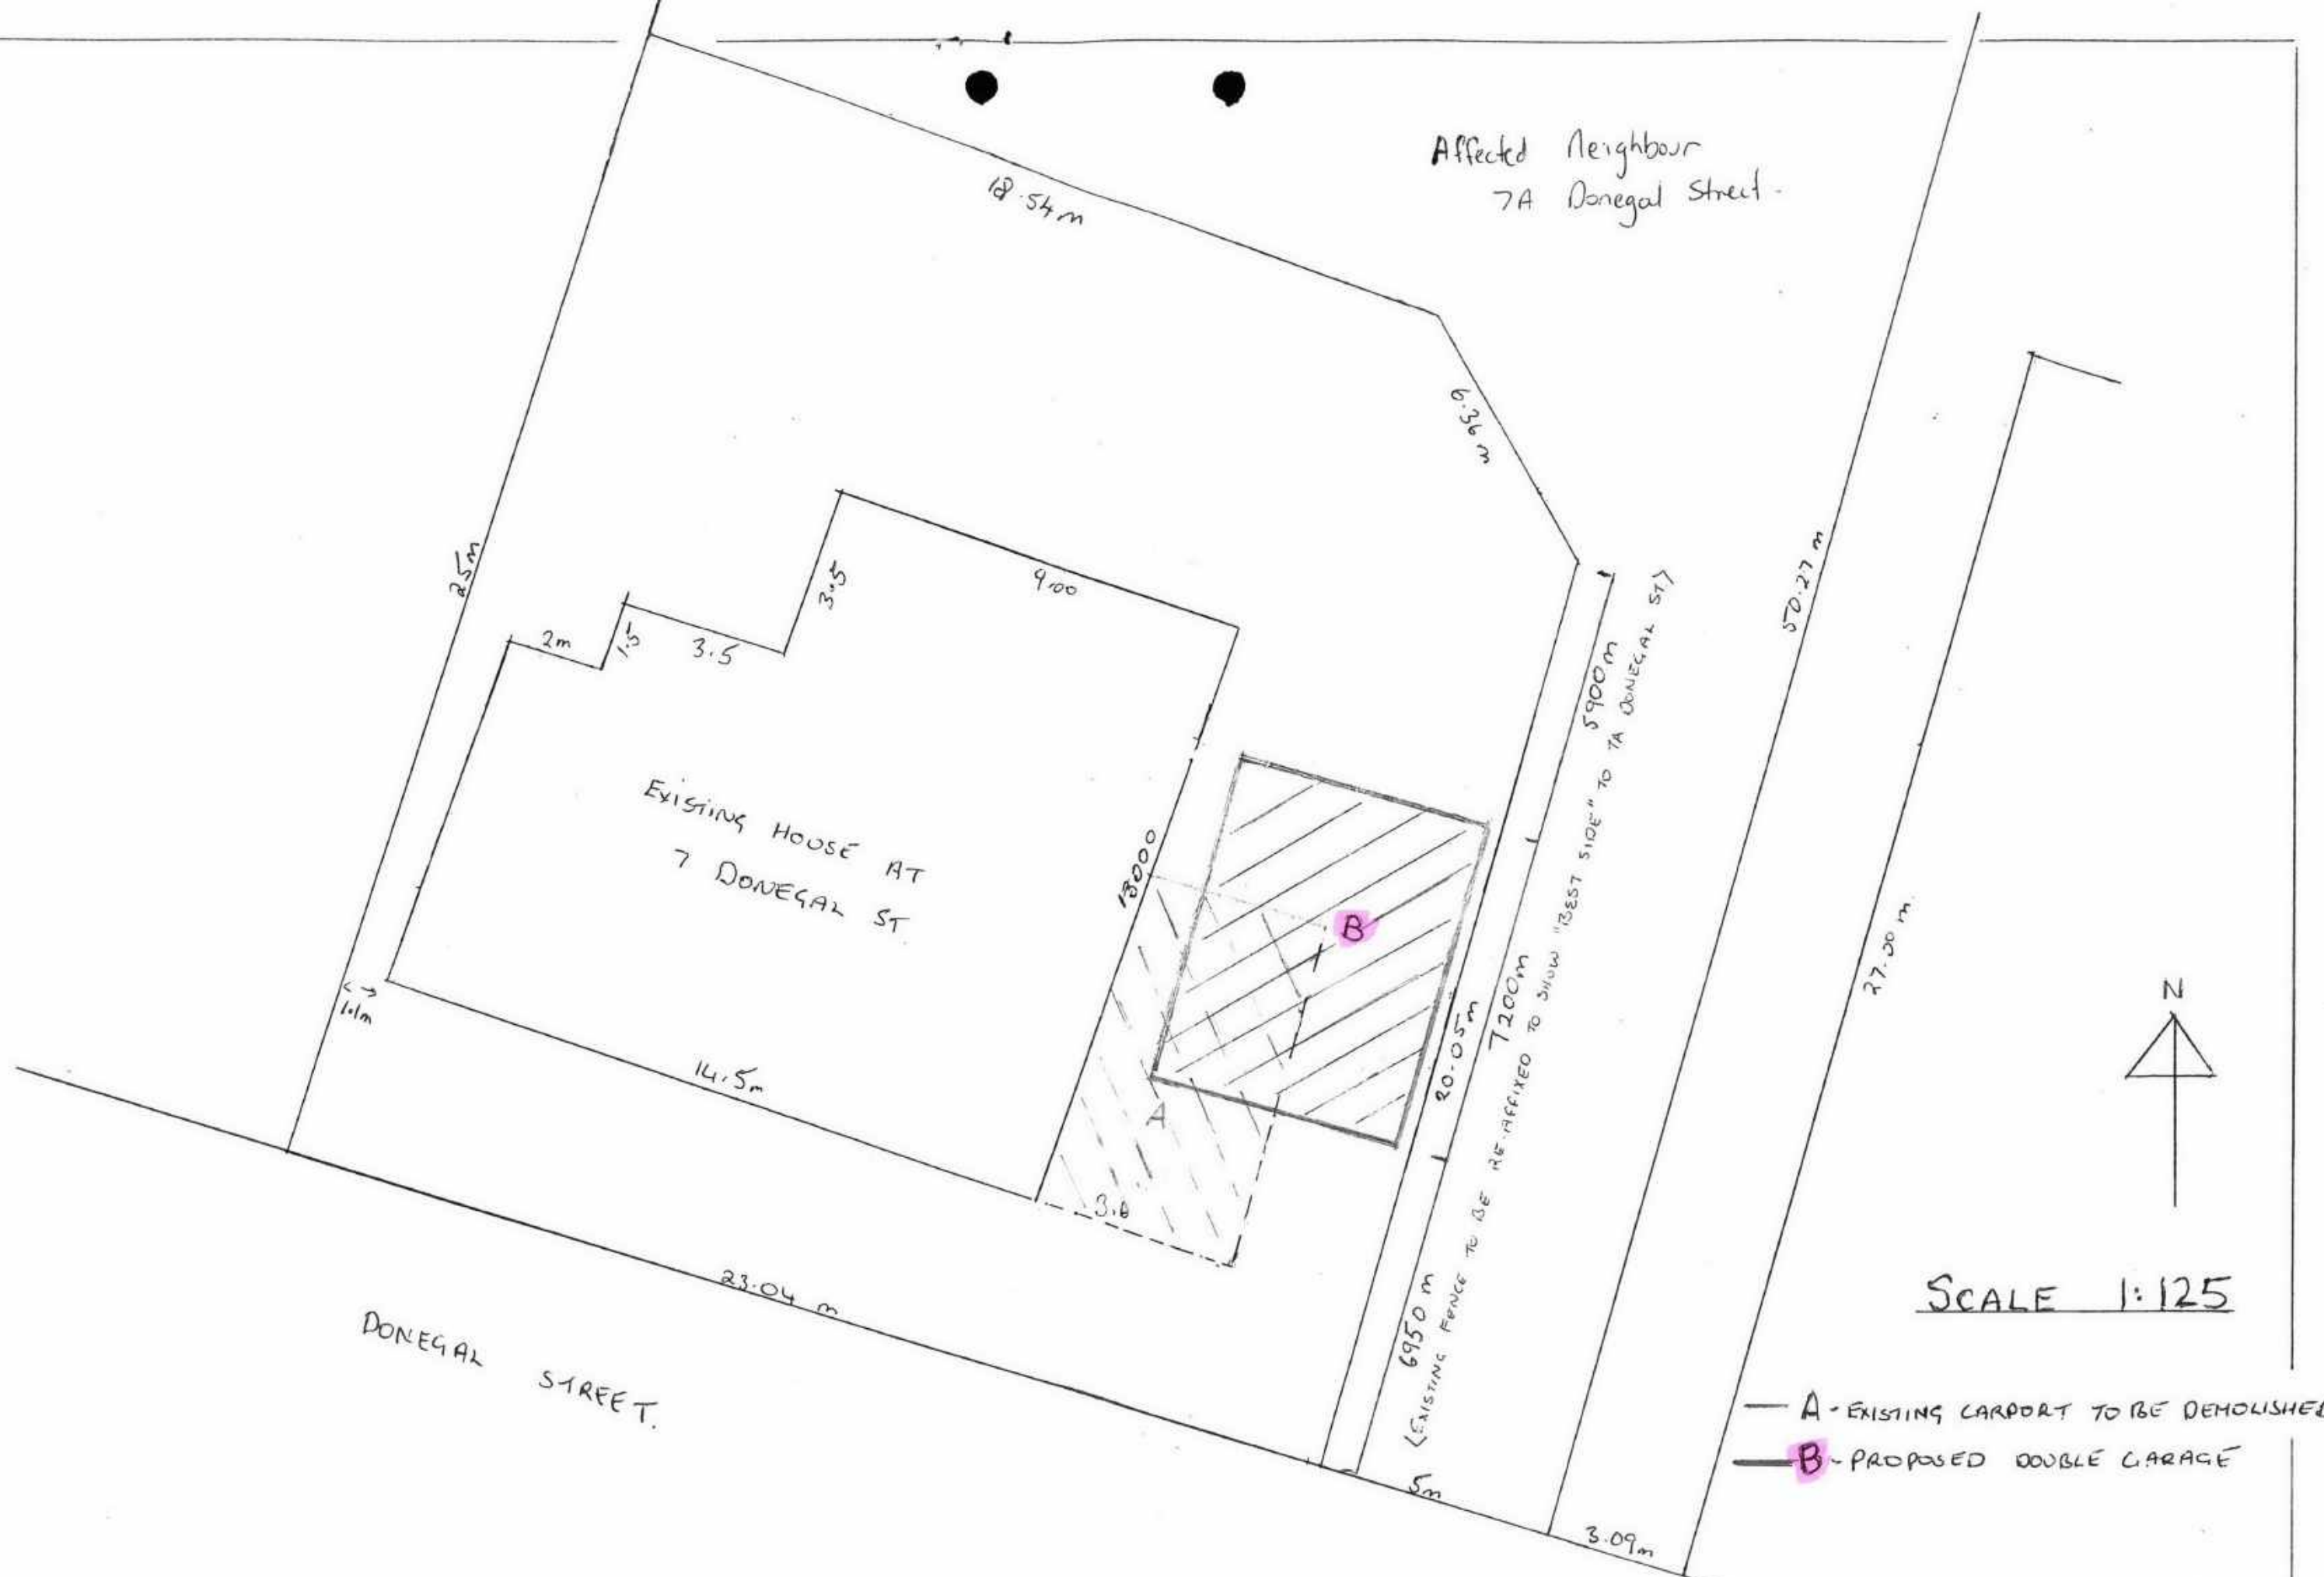 Affected Neighbour
7A Donegal Street.
18.54m
6.36m
25m
50.27m
9.00
3.5
2m
1.5
3.5
5900m
EXISTING HOUSE AT
7 DONEGAL ST.
13000
B
27.00 m.
7200m
20.05m
<EXISTING FENCE TO BE RE-AFFIXED TO SHOW "BEST SIDE" TO 7A DONEGAL ST>
1.1m
14.5m
A
3.0
N
6950m
23.04 m
DONEGAL STREET.
5m
3.09m
SCALE 1:125
— A - EXISTING CARPORT TO BE DEMOLISHED
— B - PROPOSED DOUBLE GARAGE